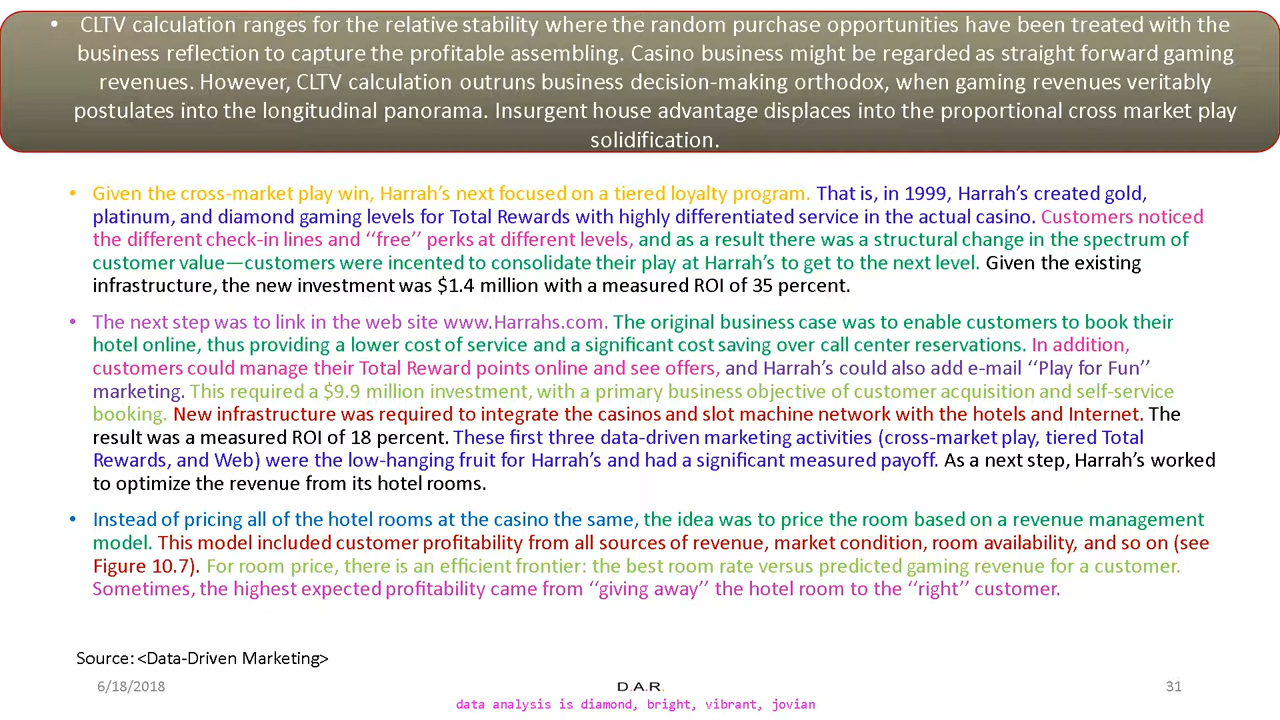 • CLTV calculation ranges for the relative stability where the random purchase opportunities have been treated with the
business reflection to capture the profitable assembling. Casino business might be regarded as straight forward gaming
revenues. However, CLTV calculation outruns business decision-making orthodox, when gaming revenues veritably
postulates into the longitudinal panorama. Insurgent house advantage displaces into the proportional cross market play
solidification.
• Given the cross-market play win, Harrah’s next focused on a tiered loyalty program. That is, in 1999, Harrah’s created gold,
platinum, and diamond gaming levels for Total Rewards with highly differentiated service in the actual casino. Customers noticed
the different check-in lines and ‘‘free’’ perks at different levels, and as a result there was a structural change in the spectrum of
customer value—customers were incented to consolidate their play at Harrah’s to get to the next level. Given the existing
infrastructure, the new investment was $1.4 million with a measured ROI of 35 percent.
• The next step was to link in the web site www.Harrahs.com. The original business case was to enable customers to book their
hotel online, thus providing a lower cost of service and a significant cost saving over call center reservations. In addition,
customers could manage their Total Reward points online and see offers, and Harrah’s could also add e-mail ‘‘Play for Fun’’
marketing. This required a $9.9 million investment, with a primary business objective of customer acquisition and self-service
booking. New infrastructure was required to integrate the casinos and slot machine network with the hotels and Internet. The
result was a measured ROI of 18 percent. These first three data-driven marketing activities (cross-market play, tiered Total
Rewards, and Web) were the low-hanging fruit for Harrah’s and had a significant measured payoff. As a next step, Harrah’s worked
to optimize the revenue from its hotel rooms.
• Instead of pricing all of the hotel rooms at the casino the same, the idea was to price the room based on a revenue management
model. This model included customer profitability from all sources of revenue, market condition, room availability, and so on (see
Figure 10.7). For room price, there is an efficient frontier: the best room rate versus predicted gaming revenue for a customer.
Sometimes, the highest expected profitability came from ‘‘giving away’’ the hotel room to the ‘‘right’’ customer.
Source: <Data-Driven Marketing>
6/18/2018
D.A.R.
31
data analysis is diamond, bright, vibrant, jovian